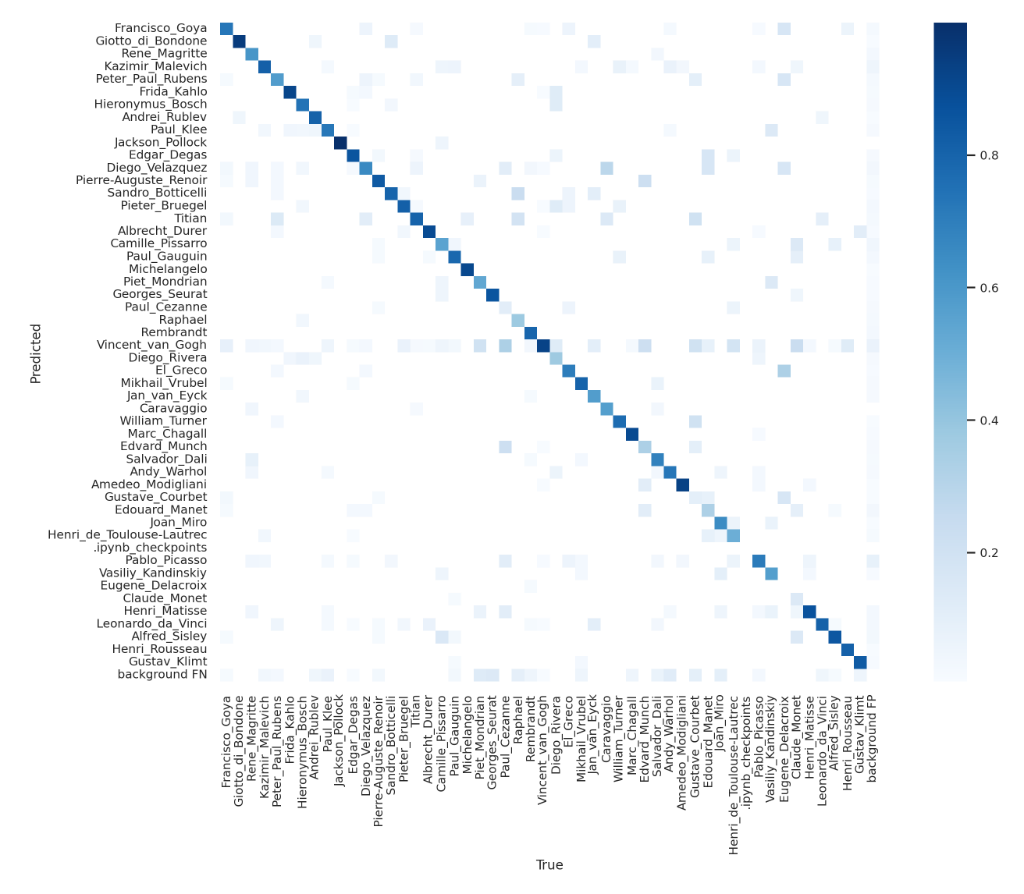 Francisco_Goya
Giotto_di_Bondone
Rene_Magritte
Kazimir_Malevich
Peter_Paul_Rubens
Frida_Kahlo
Hieronymus_Bosch
Andrei_Rublev
Paul_Klee
Jackson_Pollock
Edgar_Degas
Diego_Velazquez
Pierre-Auguste_Renoir
Sandro_Botticelli
Pieter_Bruegel
Titian
Albrecht_Durer
Camille_Pissarro
Paul_Gauguin
Michelangelo
Piet_Mondrian
Georges_Seurat
Paul_Cezanne
Raphael
Rembrandt
Vincent_van_Gogh
Diego_Rivera
El_Greco
Mikhail_Vrubel
Jan_van_Eyck
Caravaggio
William_Turner
Marc_Chagall
Edvard_Munch
Salvador_Dali
Andy_Warhol
Amedeo_Modigliani
Gustave_Courbet
Edouard_Manet
Joan_Miro
Henri_de_Toulouse-Lautrec
.ipynb_checkpoints
Pablo_Picasso
Vasiliy_Kandinskiy
Eugene_Delacroix
Claude_Monet
Henri_Matisse
Leonardo_da_Vinci
Alfred_Sisley
Henri_Rousseau
Gustav_Klimt
background FN
Predicted
Francisco_Goya
Giotto_di_Bondone
Rene_Magritte
Kazimir_Malevich
Peter_Paul_Rubens
Frida_Kahlo
Hieronymus_Bosch
Andrei_Rublev
Paul_Klee
Jackson_Pollock
Edgar_Degas
Diego_Velazquez
Pierre-Auguste_Renoir
Sandro_Botticelli
Pieter_Bruegel
Titian
Albrecht_Durer
Camille_Pissarro
Paul_Gauguin
Michelangelo
Piet_Mondrian
Georges_Seurat
Paul_Cezanne
Raphael
Rembrandt
Vincent_van_Gogh
Diego_Rivera
El_Greco
Mikhail_Vrubel
Jan_van_Eyck
Caravaggio
William_Turner
Marc_Chagall
Edvard_Munch
Salvador_Dali
Andy_Warhol
Amedeo_Modigliani
Gustave_Courbet
Edouard_Manet
Joan_Miro
Henri_de_Toulouse-Lautrec
.ipynb_checkpoints
Pablo_Picasso
Vasiliy_Kandinskiy
Eugene_Delacroix
Claude_Monet
Henri_Matisse
Leonardo_da_Vinci
Alfred_Sisley
Henri_Rousseau
Gustav_Klimt
background FP
True
0.8
0.6
0.4
0.2